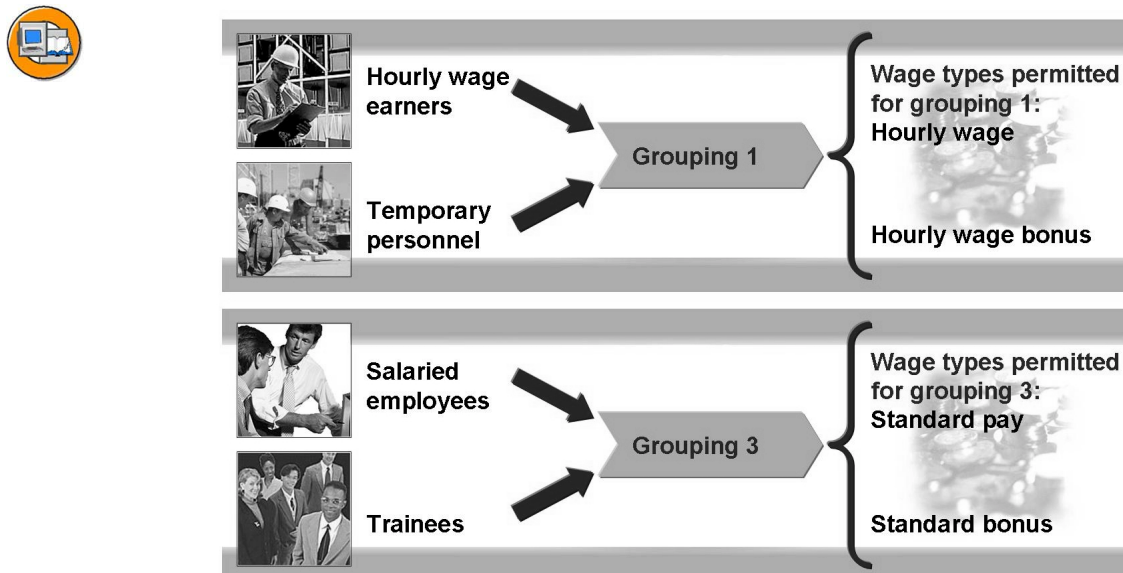 Hourly wage
earners
Temporary
personnel
Grouping 1
Wage types permitted
for grouping 1:
Hourly wage
Hourly wage bonus
Salaried
employees
Trainees
Grouping 3
Wage types permitted
for grouping 3:
Standard pay
Standard bonus